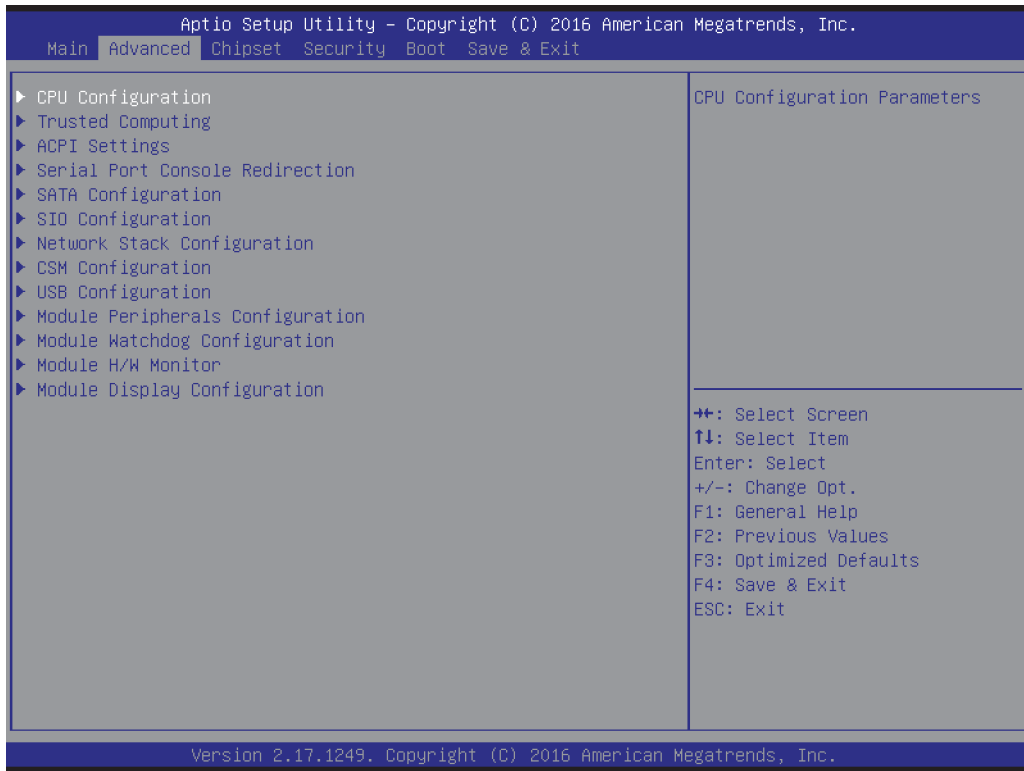 Aptio Setup Utility – Copyright (C) 2016 American Megatrends, Inc.
Main Advanced Chipset Security Boot Save & Exit
▶ CPU Configuration
▶ Trusted Computing
▶ ACPI Settings
▶ Serial Port Console Redirection
▶ SATA Configuration
▶ SIO Configuration
▶ Network Stack Configuration
▶ CSM Configuration
▶ USB Configuration
▶ Module Peripherals Configuration
▶ Module Watchdog Configuration
▶ Module H/W Monitor
▶ Module Display Configuration
CPU Configuration Parameters
→←: Select Screen
↑↓: Select Item
Enter: Select
+/-: Change Opt.
F1: General Help
F2: Previous Values
F3: Optimized Defaults
F4: Save & Exit
ESC: Exit
Version 2.17.1249. Copyright (C) 2016 American Megatrends, Inc.